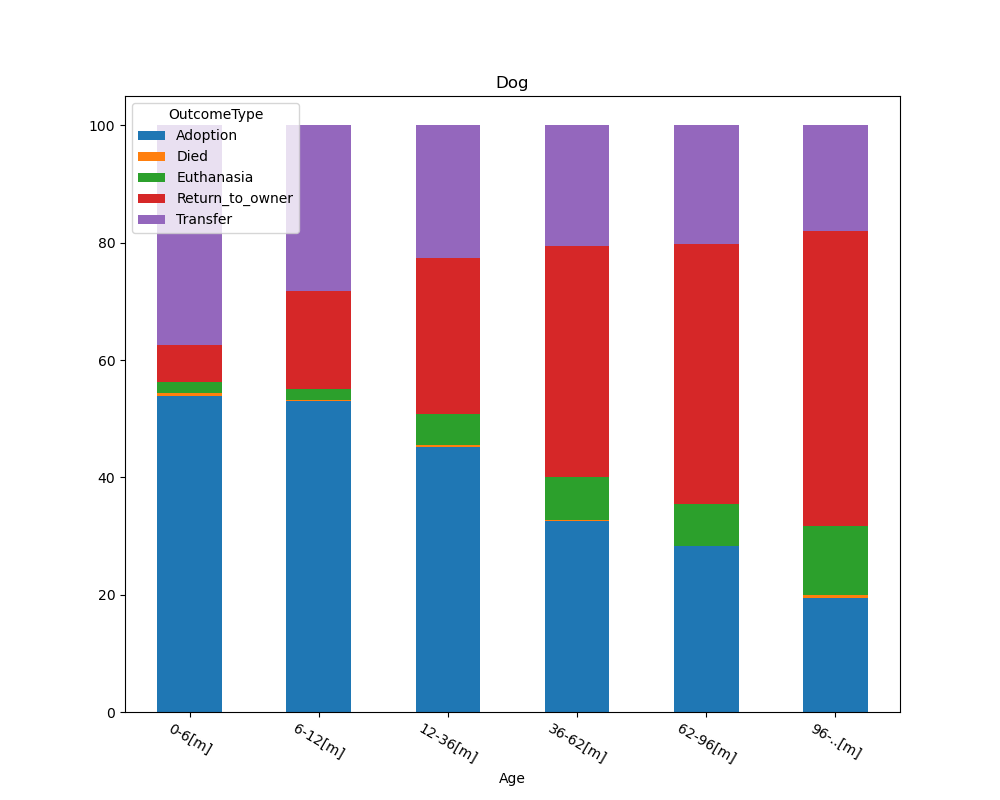 Dog
OutcomeType
Adoption
Died
Euthanasia
Return_to_owner
Transfer
100
80
60
40
20
0
0-6[m]
6-12[m]
12-36[m]
36-62[m]
62-96[m]
96-..[m]
Age